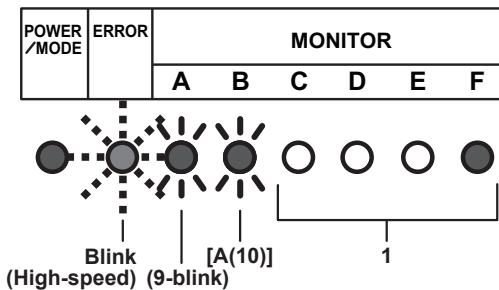 POWER
/MODE
ERROR
MONITOR
A B C D E F
Blink
(High-speed)
(9-blink)
[A(10)]
1